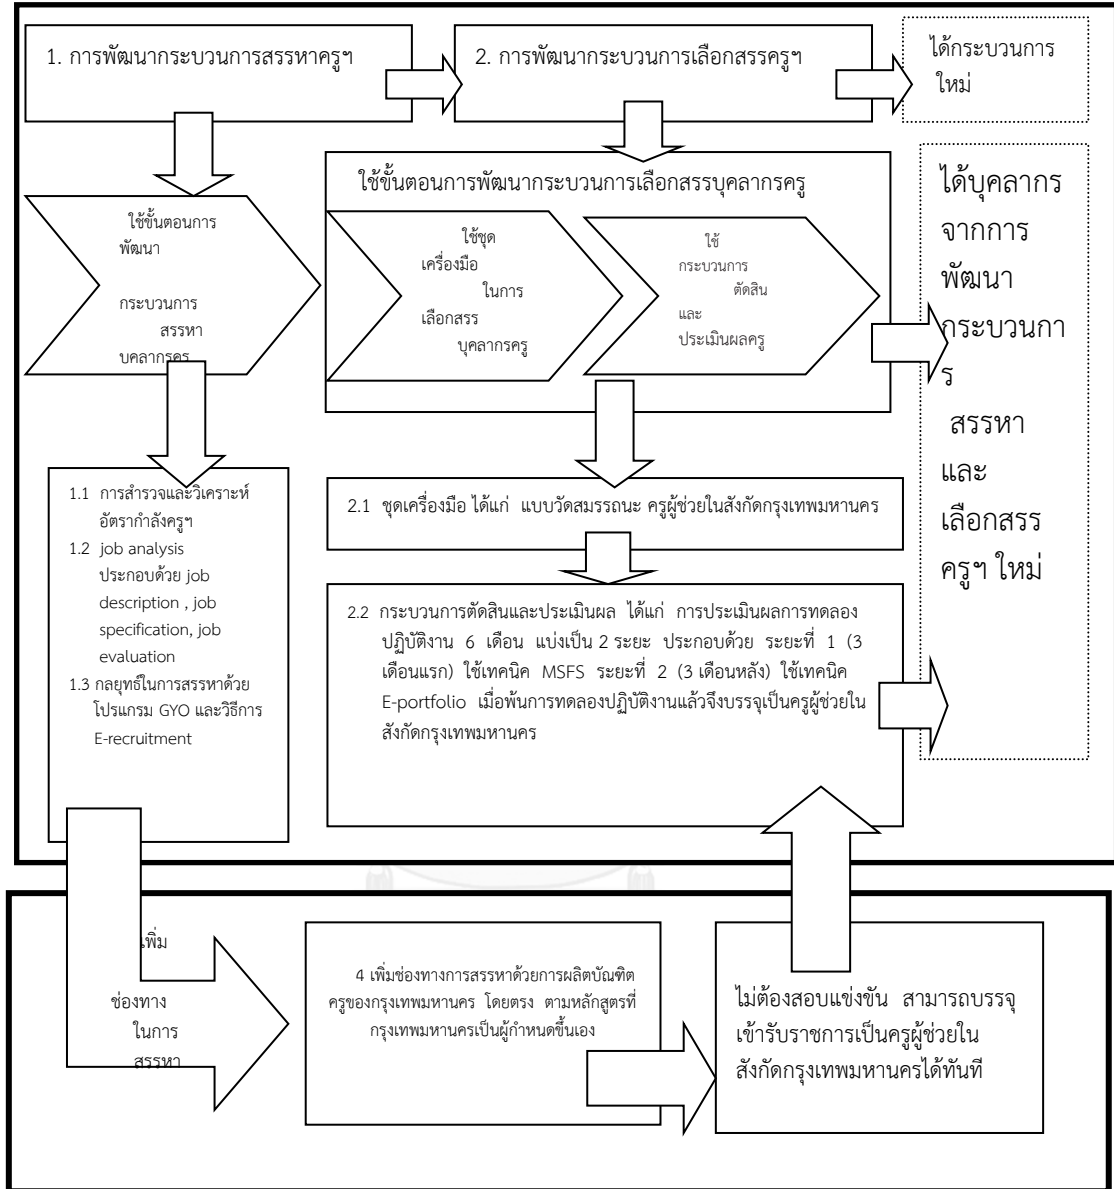 1. การพัฒนากระบวนการสรรหาครูฯ
2. การพัฒนากระบวนการเลือกสรรครูฯ
ได้กระบวนการ
ใหม่
ใช้ขั้นตอนการ
พัฒนา
กระบวนการ
สรรหา
บุคลากรครู
ใช้ขั้นตอนการพัฒนากระบวนการเลือกสรรบุคลากรครู
ใช้ชุด
เครื่องมือ
ในการ
เลือกสรร
บุคลากรครู
ใช้
กระบวนการ
ตัดสิน
และ
ประเมินผลครู
ได้บุคลากร
จากการ
พัฒนา
กระบวนกา
ร
สรรหา
และ
เลือกสรร
ครูฯ ใหม่
1.1 การสำรวจและวิเคราะห์
อัตรากำลังครูฯ
1.2 job analysis
ประกอบด้วย job
description , job
specification, job
evaluation
1.3 กลยุทธ์ในการสรรหาด้วย
โปรแกรม GYO และวิธีการ
E-recruitment
2.1 ชุดเครื่องมือ ได้แก่ แบบวัดสมรรถนะ ครูผู้ช่วยในสังกัดกรุงเทพมหานคร
2.2 กระบวนการตัดสินและประเมินผล ได้แก่ การประเมินผลการทดลอง
ปฏิบัติงาน 6 เดือน แบ่งเป็น 2 ระยะ ประกอบด้วย ระยะที่ 1 (3
เดือนแรก) ใช้เทคนิค MSFS ระยะที่ 2 (3 เดือนหลัง) ใช้เทคนิค
E-portfolio เมื่อพ้นการทดลองปฏิบัติงานแล้วจึงบรรจุเป็นครูผู้ช่วยใน
สังกัดกรุงเทพมหานคร
เพิ่ม
ช่องทาง
ในการ
สรรหา
4 เพิ่มช่องทางการสรรหาด้วยการผลิตบัณฑิต
ครูของกรุงเทพมหานคร โดยตรง ตามหลักสูตรที่
กรุงเทพมหานครเป็นผู้กำหนดขึ้นเอง
ไม่ต้องสอบแข่งขัน สามารถบรรจุ
เข้ารับราชการเป็นครูผู้ช่วยใน
สังกัดกรุงเทพมหานครได้ทันที